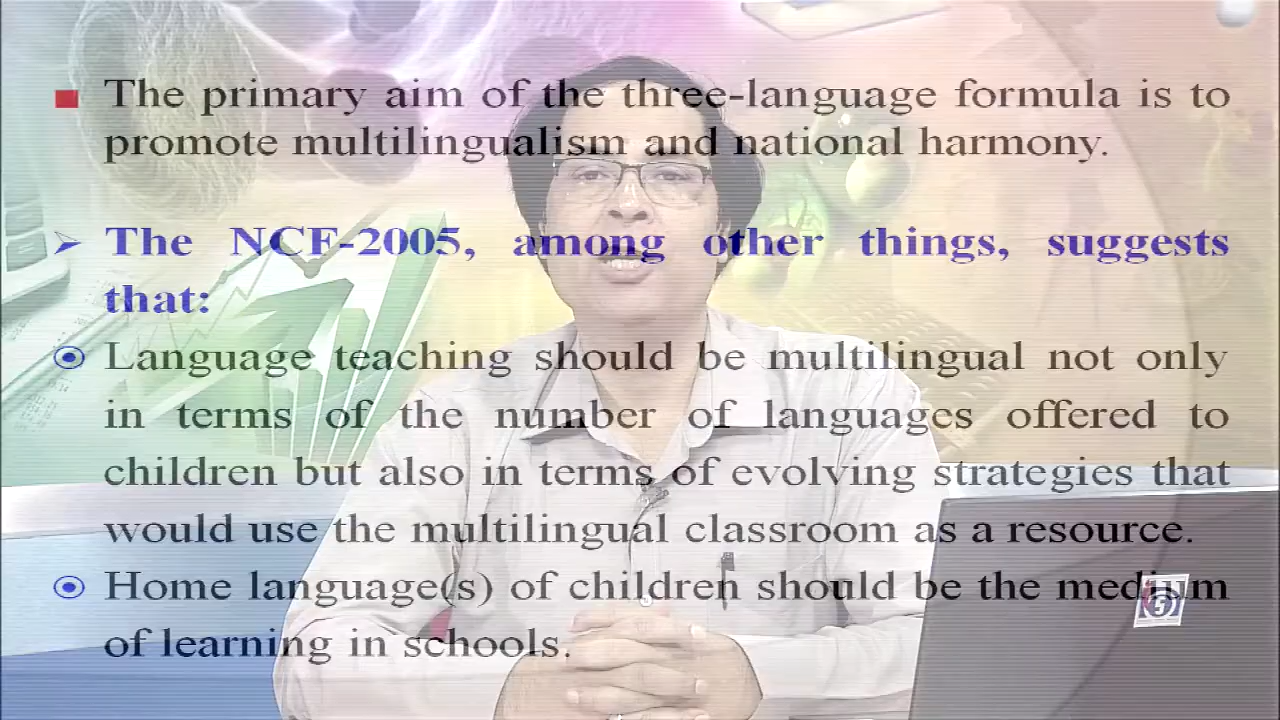 The primary aim of the three-language formula is to
promote multilingualism and national harmony.
The NCF-2005, among other things, suggests
that:
Language teaching should be multilingual not only
in terms of the number of languages offered to
children but also in terms of evolving strategies that
would use the multilingual classroom as a resource.
Home language(s) of children should be the medium
of learning in schools.
5